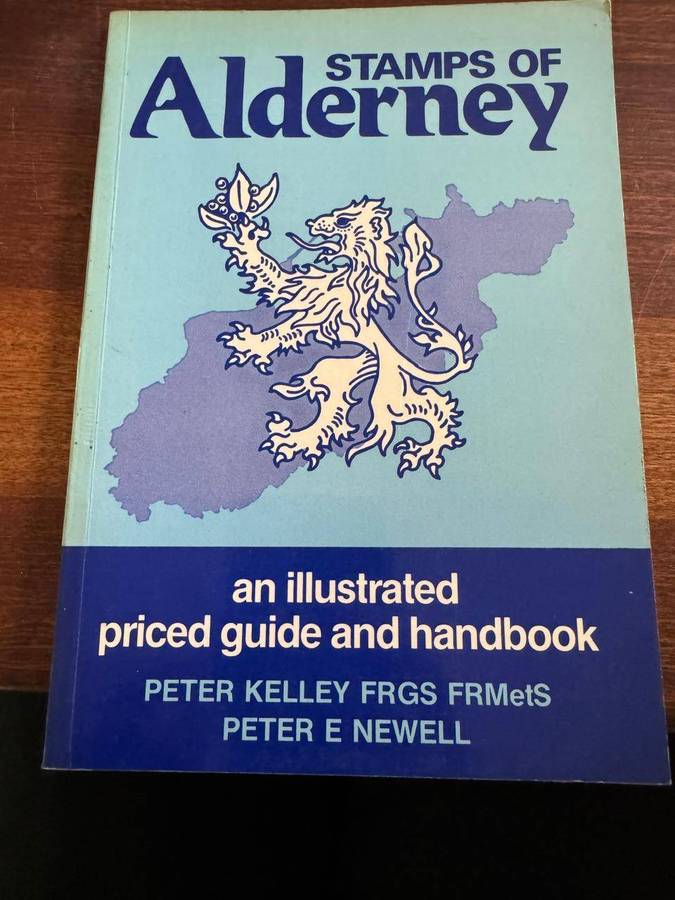 STAMPS OF
Alderney
an illustrated
priced guide and handbook
PETER KELLEY FRGS FRMetS
PETER E NEWELL